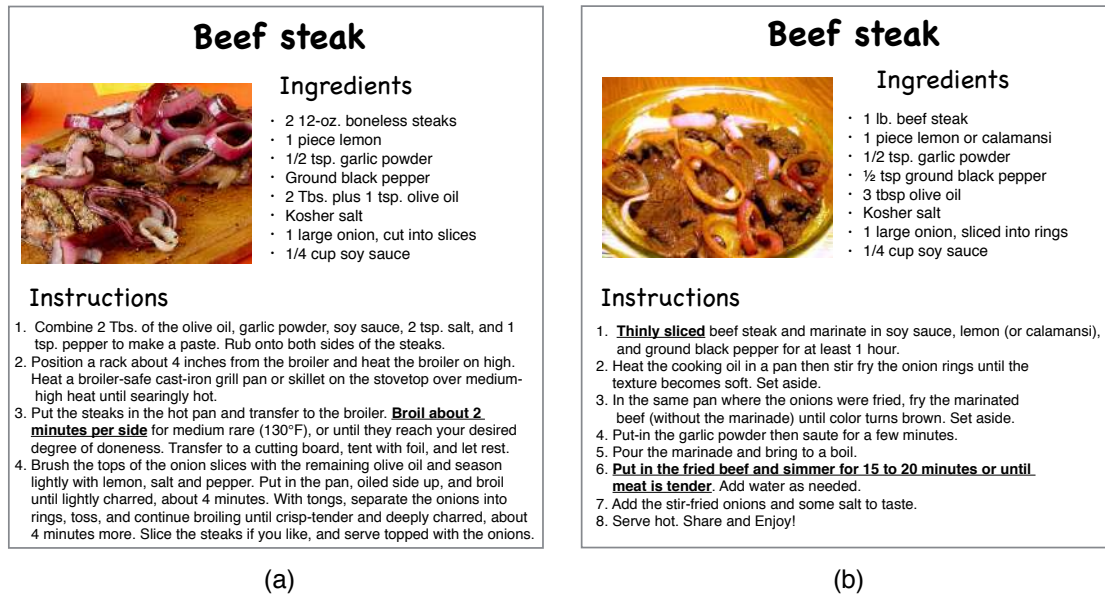 Beef steak
Ingredients
· 2 12-oz. boneless steaks
· 1 piece lemon
· 1/2 tsp. garlic powder
· Ground black pepper
· 2 Tbs. plus 1 tsp. olive oil
· Kosher salt
· 1 large onion, cut into slices
· 1/4 cup soy sauce
Instructions
1. Combine 2 Tbs. of the olive oil, garlic powder, soy sauce, 2 tsp. salt, and 1
tsp. pepper to make a paste. Rub onto both sides of the steaks.
2. Position a rack about 4 inches from the broiler and heat the broiler on high.
Heat a broiler-safe cast-iron grill pan or skillet on the stovetop over medium-
high heat until searingly hot.
3. Put the steaks in the hot pan and transfer to the broiler. Broil about 2
minutes per side for medium rare (130°F), or until they reach your desired
degree of doneness. Transfer to a cutting board, tent with foil, and let rest.
4. Brush the tops of the onion slices with the remaining olive oil and season
lightly with lemon, salt and pepper. Put in the pan, oiled side up, and broil
until lightly charred, about 4 minutes. With tongs, separate the onions into
rings, toss, and continue broiling until crisp-tender and deeply charred, about
4 minutes more. Slice the steaks if you like, and serve topped with the onions.
(a)
Beef steak
Ingredients
· 1 lb. beef steak
· 1 piece lemon or calamansi
· 1/2 tsp. garlic powder
· ½ tsp ground black pepper
· 3 tbsp olive oil
· Kosher salt
· 1 large onion, sliced into rings
· 1/4 cup soy sauce
Instructions
1. Thinly sliced beef steak and marinate in soy sauce, lemon (or calamansi),
and ground black pepper for at least 1 hour.
2. Heat the cooking oil in a pan then stir fry the onion rings until the
texture becomes soft. Set aside.
3. In the same pan where the onions were fried, fry the marinated
beef (without the marinade) until color turns brown. Set aside.
4. Put-in the garlic powder then saute for a few minutes.
5. Pour the marinade and bring to a boil.
6. Put in the fried beef and simmer for 15 to 20 minutes or until
meat is tender. Add water as needed.
7. Add the stir-fried onions and some salt to taste.
8. Serve hot. Share and Enjoy!
(b)